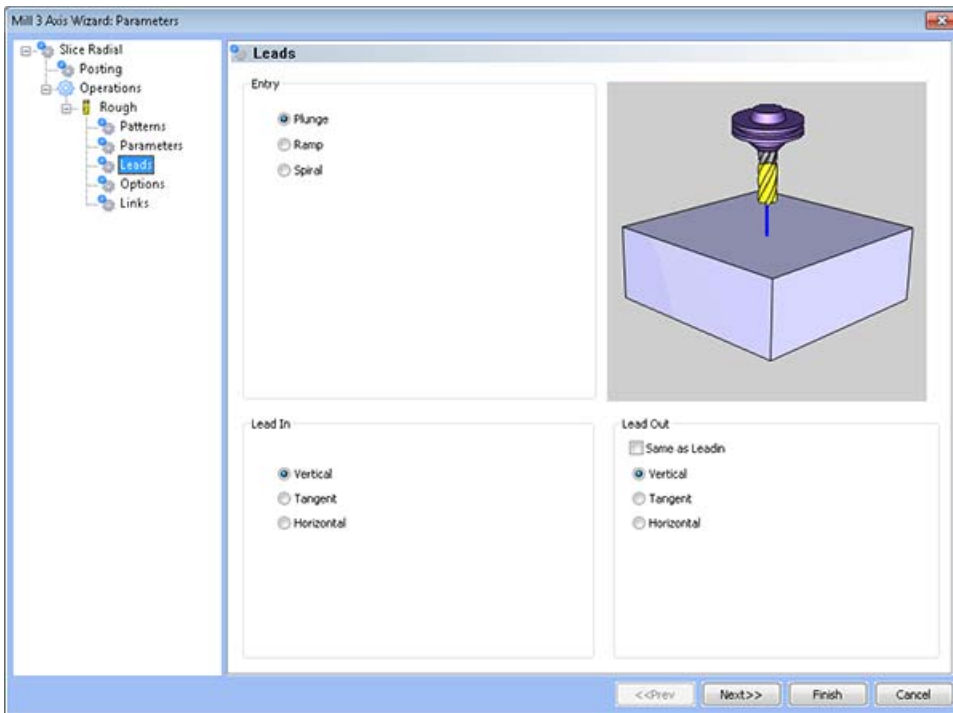 Mill 3 Axis Wizard: Parameters
Slice Radial
Posting
Operations
Rough
Patterns
Parameters
Leads
Options
Links
Leads
Entry
Plunge
Ramp
Spiral
Lead In
Vertical
Tangent
Horizontal
Lead Out
Same as Leadin
Vertical
Tangent
Horizontal
<<Prev
Next>>
Finish
Cancel